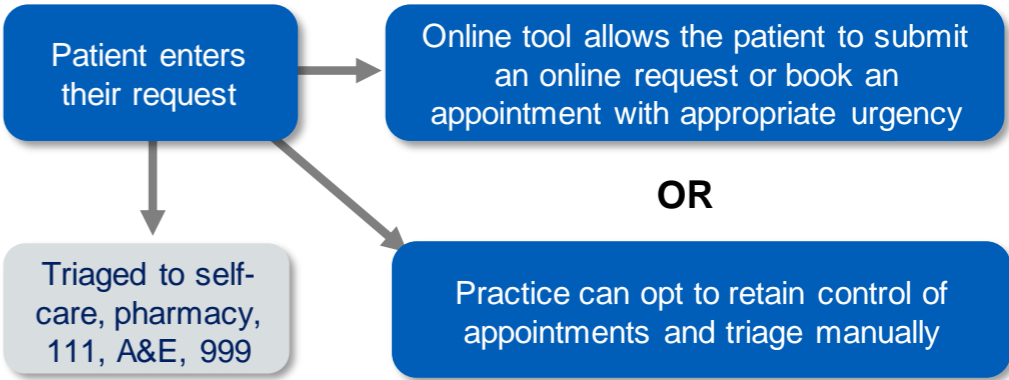 Patient enters
their request
Online tool allows the patient to submit
an online request or book an
appointment with appropriate urgency
OR
Triaged to self-
care, pharmacy,
111, A&E, 999
Practice can opt to retain control of
appointments and triage manually